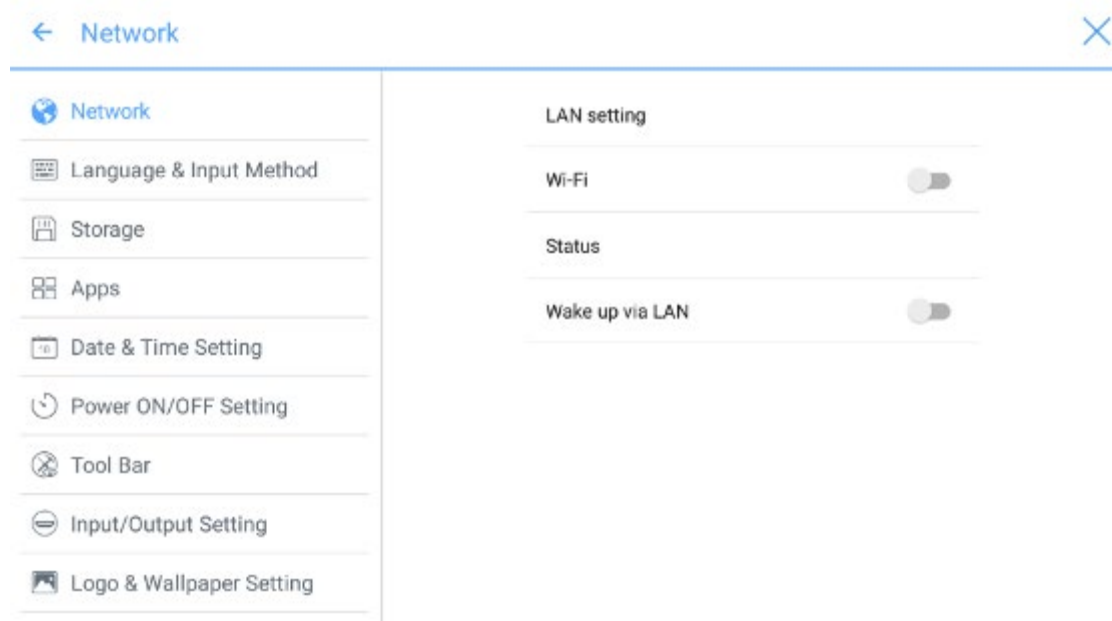 Network
Network
Language & Input Method
Storage
Apps
Date & Time Setting
Power ON/OFF Setting
Tool Bar
Input/Output Setting
Logo & Wallpaper Setting
LAN setting
Wi-Fi
Status
Wake up via LAN